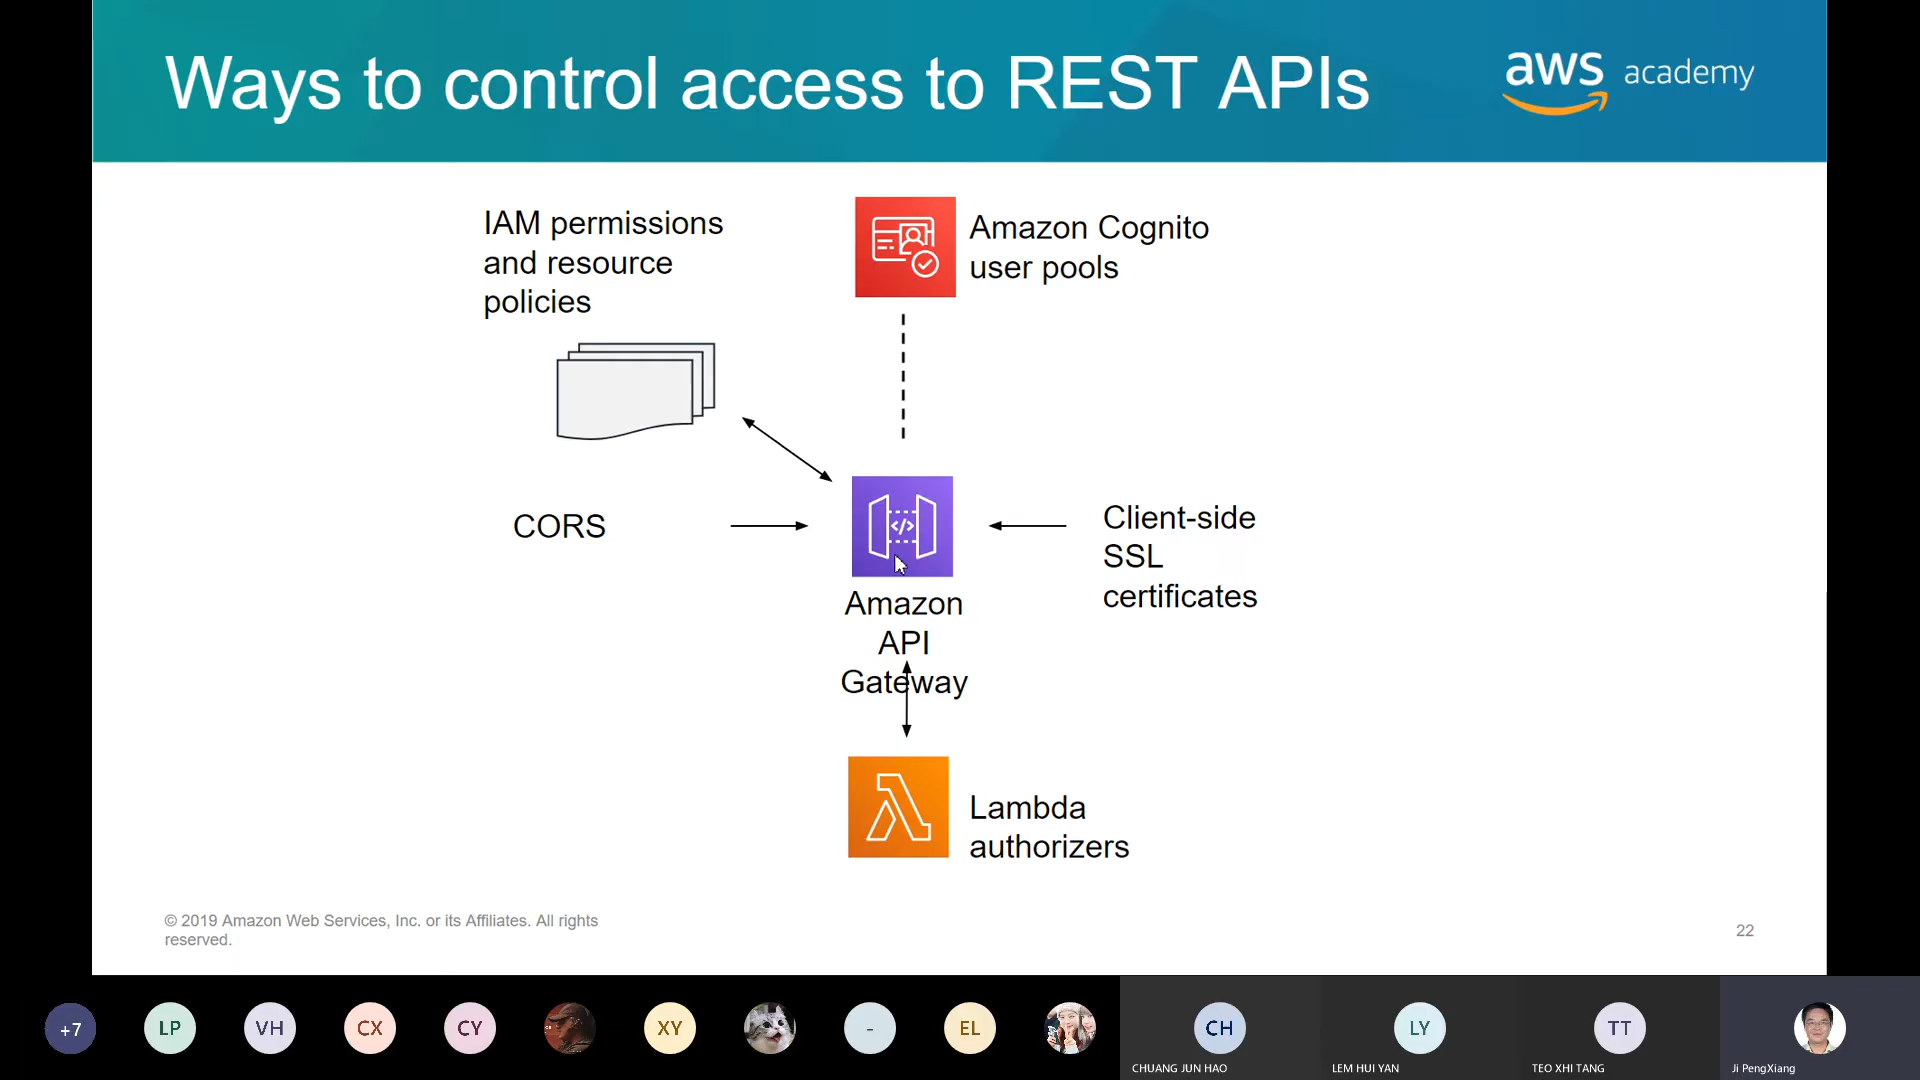 Ways to control access to REST APIs
aws academy
IAM permissions
and resource
policies
Amazon Cognito
user pools
CORS
</>
Client-side
SSL
certificates
Amazon
API
Gateway
Lambda
authorizers
© 2019 Amazon Web Services, Inc. or its Affiliates. All rights
reserved.
22
+7
LP
VH
CX
CY
XY
-
EL
CH
LY
TT
CHUANG JUN HAO
LEM HUI YAN
TEO XHI TANG
Ji PengXiang